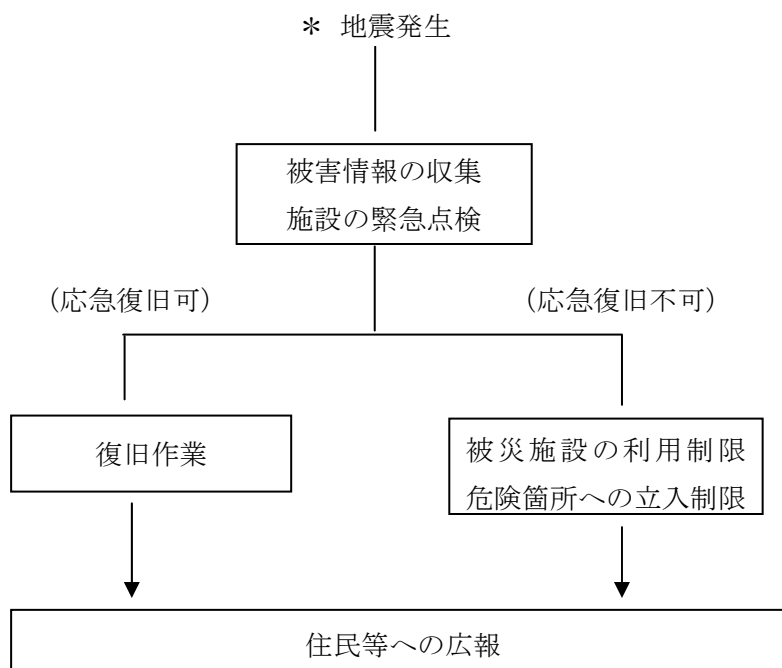 ＊ 地震発生
被害情報の収集
施設の緊急点検
（応急復旧可）
（応急復旧不可）
復旧作業
被災施設の利用制限
危険箇所への立入制限
住民等への広報